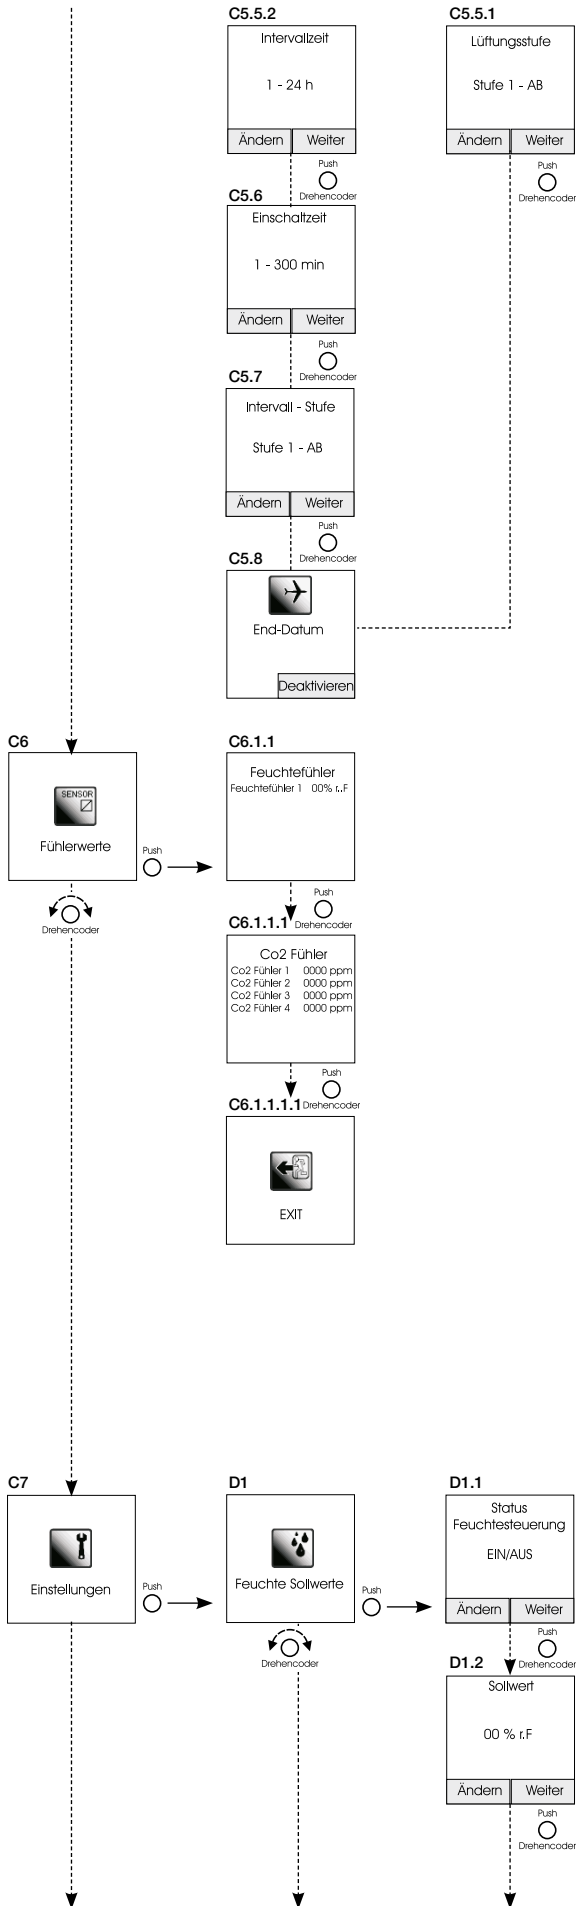 C5.5.2
Intervallzeit
1 - 24 h
Ändern Weiter
Push
Drehencoder
C5.5.1
Lüftungsstufe
Stufe 1 - AB
Ändern Weiter
Push
Drehencoder
C5.6
Einschaltzeit
1 - 300 min
Ändern Weiter
Push
Drehencoder
C5.7
Intervall - Stufe
Stufe 1 - AB
Ändern Weiter
Push
Drehencoder
C5.8
End-Datum
Deaktivieren
C6
SENSOR
Fühlerwerte
Push
Drehencoder
C6.1.1
Feuchtefühler
Feuchtefühler 1 00% r.F
Push
Drehencoder
C6.1.1.1
Co2 Fühler
Co2 Fühler 1 0000 ppm
Co2 Fühler 2 0000 ppm
Co2 Fühler 3 0000 ppm
Co2 Fühler 4 0000 ppm
Push
Drehencoder
C6.1.1.1.1
EXIT
C7
Einstellungen
Push
D1
Feuchte Sollwerte
Push
Drehencoder
D1.1
Status
Feuchtesteuerung
EIN/AUS
Ändern Weiter
Push
Drehencoder
D1.2
Sollwert
00 % r.F
Ändern Weiter
Push
Drehencoder